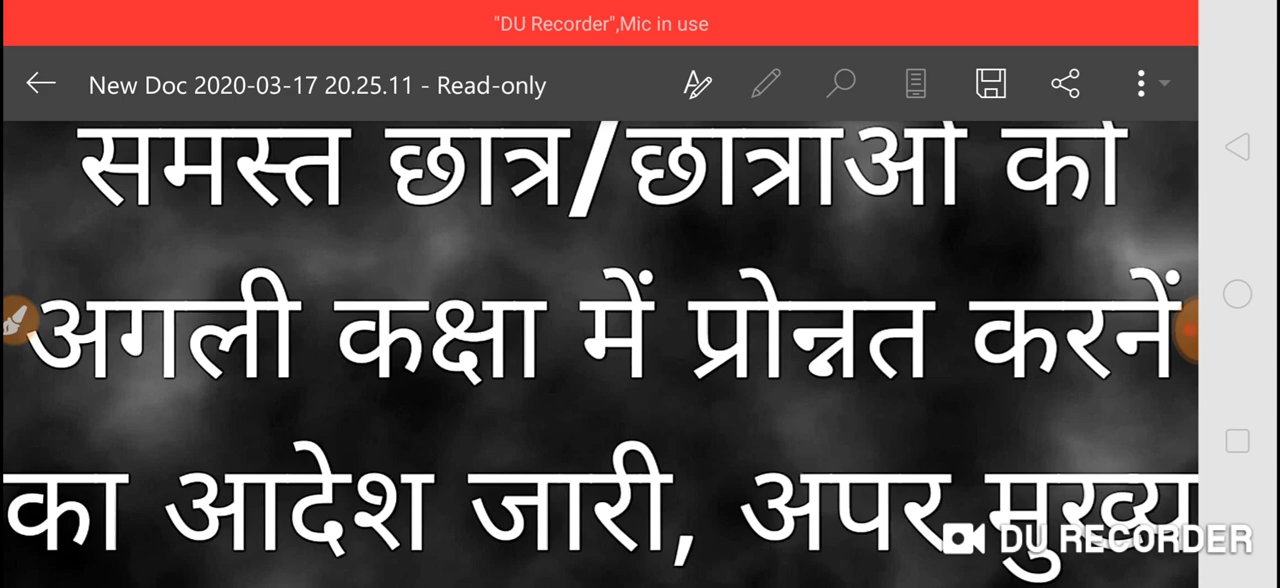 "DU Recorder",Mic in use
New Doc 2020-03-17 20.25.11 - Read-only
समस्त छात्र/छात्राओं को
अगली कक्षा में प्रोन्नत करनें
का आदेश जारी, अपर मुख्य
DU RECORDER